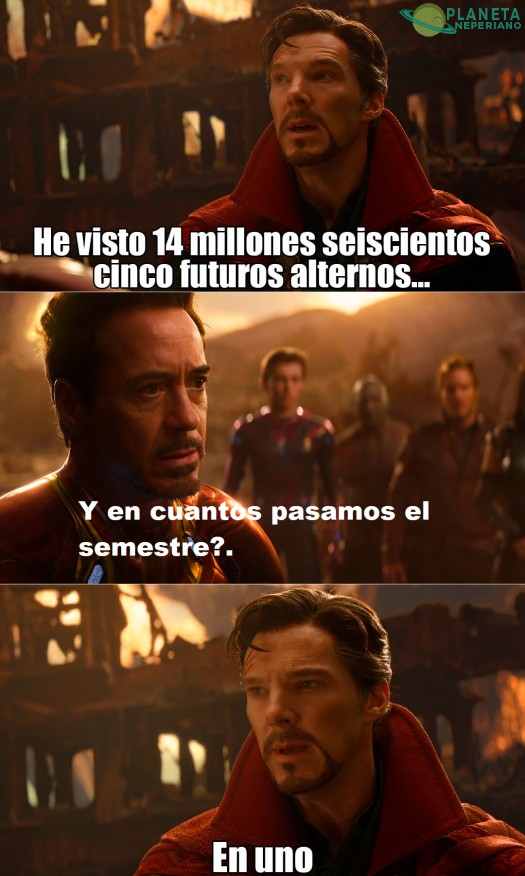 PLANETA
NEPERIANO
He visto 14 millones seiscientos
cinco futuros alternos...
Y en cuantos pasamos el
semestre?.
En uno